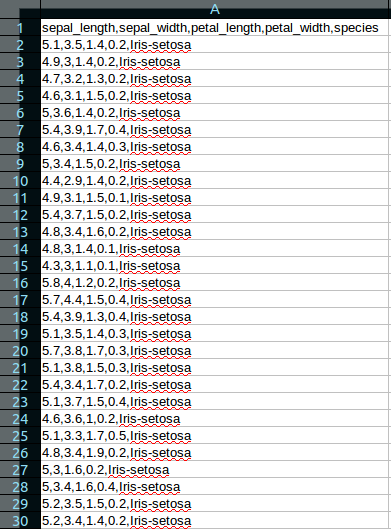 A
1 sepal_length,sepal_width,petal_length,petal_width,species
2 5.1,3.5,1.4,0.2,Iris-setosa
3 4.9,3,1.4,0.2,Iris-setosa
4 4.7,3.2,1.3,0.2,Iris-setosa
5 4.6,3.1,1.5,0.2,Iris-setosa
6 5,3.6,1.4,0.2,Iris-setosa
7 5.4,3.9,1.7,0.4,Iris-setosa
8 4.6,3.4,1.4,0.3,Iris-setosa
9 5,3.4,1.5,0.2,Iris-setosa
10 4.4,2.9,1.4,0.2,Iris-setosa
11 4.9,3.1,1.5,0.1,Iris-setosa
12 5.4,3.7,1.5,0.2,Iris-setosa
13 4.8,3.4,1.6,0.2,Iris-setosa
14 4.8,3,1.4,0.1,Iris-setosa
15 4.3,3,1.1,0.1,Iris-setosa
16 5.8,4,1.2,0.2,Iris-setosa
17 5.7,4.4,1.5,0.4,Iris-setosa
18 5.4,3.9,1.3,0.4,Iris-setosa
19 5.1,3.5,1.4,0.3,Iris-setosa
20 5.7,3.8,1.7,0.3,Iris-setosa
21 5.1,3.8,1.5,0.3,Iris-setosa
22 5.4,3.4,1.7,0.2,Iris-setosa
23 5.1,3.7,1.5,0.4,Iris-setosa
24 4.6,3.6,1,0.2,Iris-setosa
25 5.1,3.3,1.7,0.5,Iris-setosa
26 4.8,3.4,1.9,0.2,Iris-setosa
27 5,3,1.6,0.2,Iris-setosa
28 5,3.4,1.6,0.4,Iris-setosa
29 5.2,3.5,1.5,0.2,Iris-setosa
30 5.2,3.4,1.4,0.2,Iris-setosa